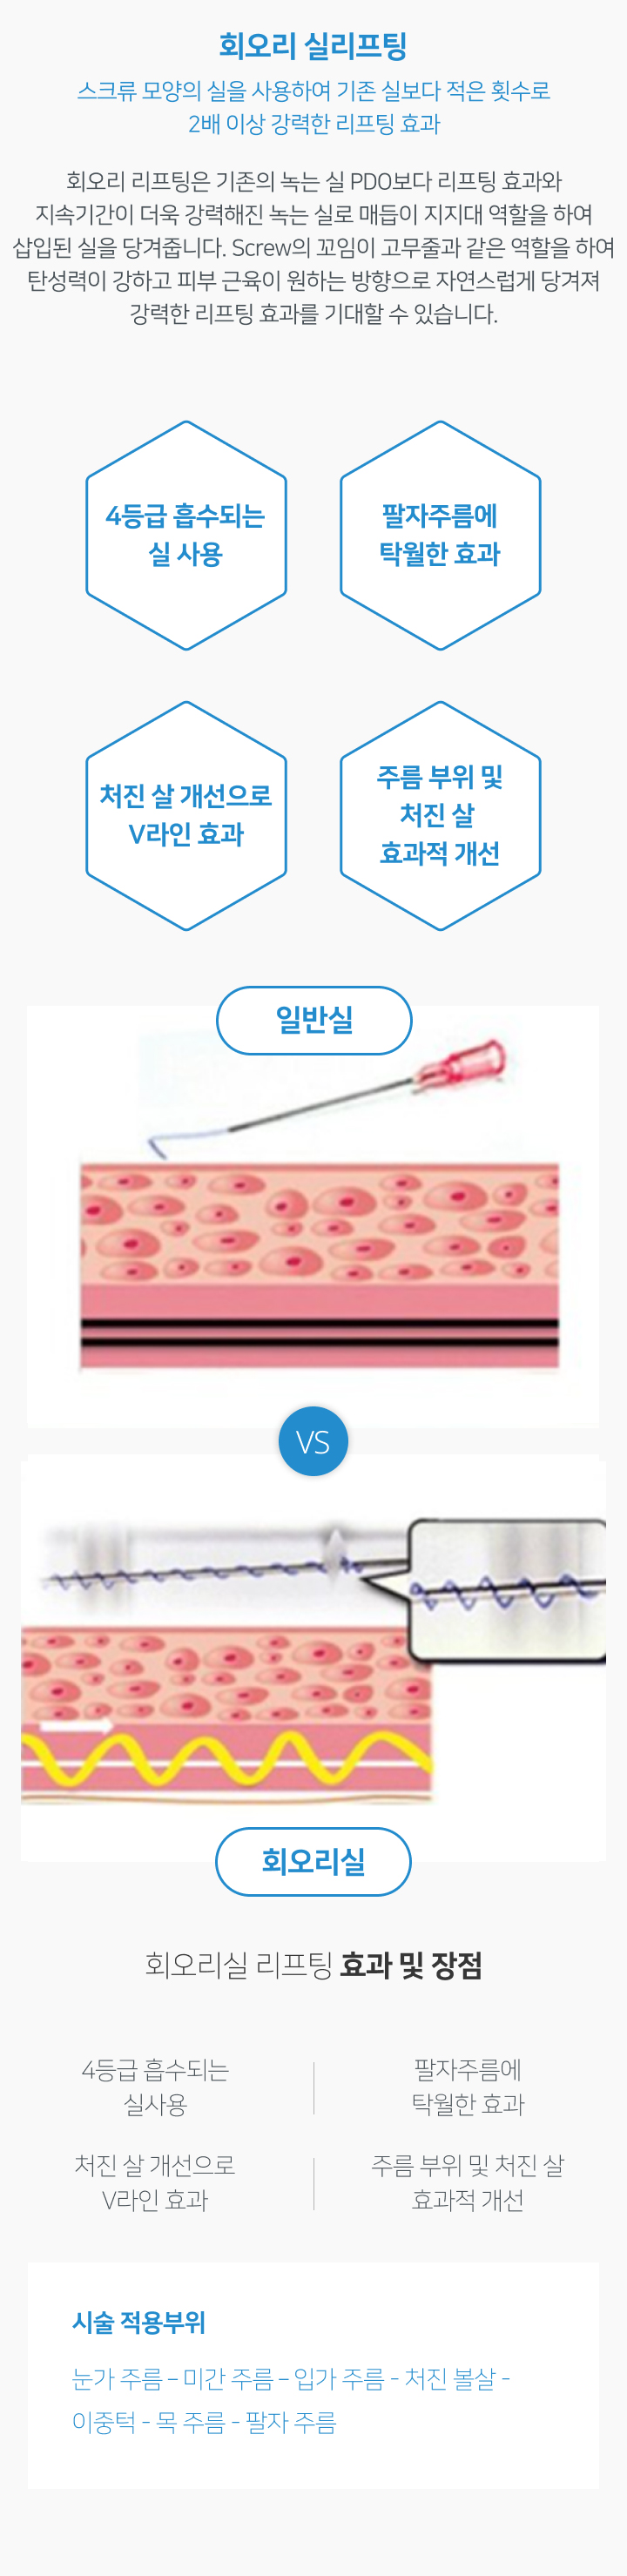 회오리 실리프팅
스크류 모양의 실을 사용하여 기존 실보다 적은 횟수로
2배 이상 강력한 리프팅 효과
회오리 리프팅은 기존의 녹는 실 PDO보다 리프팅 효과와
지속기간이 더욱 강력해진 녹는 실로 매듭이 지지대 역할을 하여
삽입된 실을 당겨줍니다. Screw의 꼬임이 고무줄과 같은 역할을 하여
탄성력이 강하고 피부 근육이 원하는 방향으로 자연스럽게 당겨져
강력한 리프팅 효과를 기대할 수 있습니다.
4등급 흡수되는
실 사용
팔자주름에
탁월한 효과
처진 살 개선으로
V라인 효과
주름 부위 및
처진 살
효과적 개선
일반실
VS
회오리실
회오리실 리프팅 효과 및 장점
4등급 흡수되는
실사용
팔자주름에
탁월한 효과
처진 살 개선으로
V라인 효과
주름 부위 및 처진 살
효과적 개선
시술 적용부위
눈가 주름 – 미간 주름 – 입가 주름 - 처진 볼살 -
이중턱 - 목 주름 - 팔자 주름